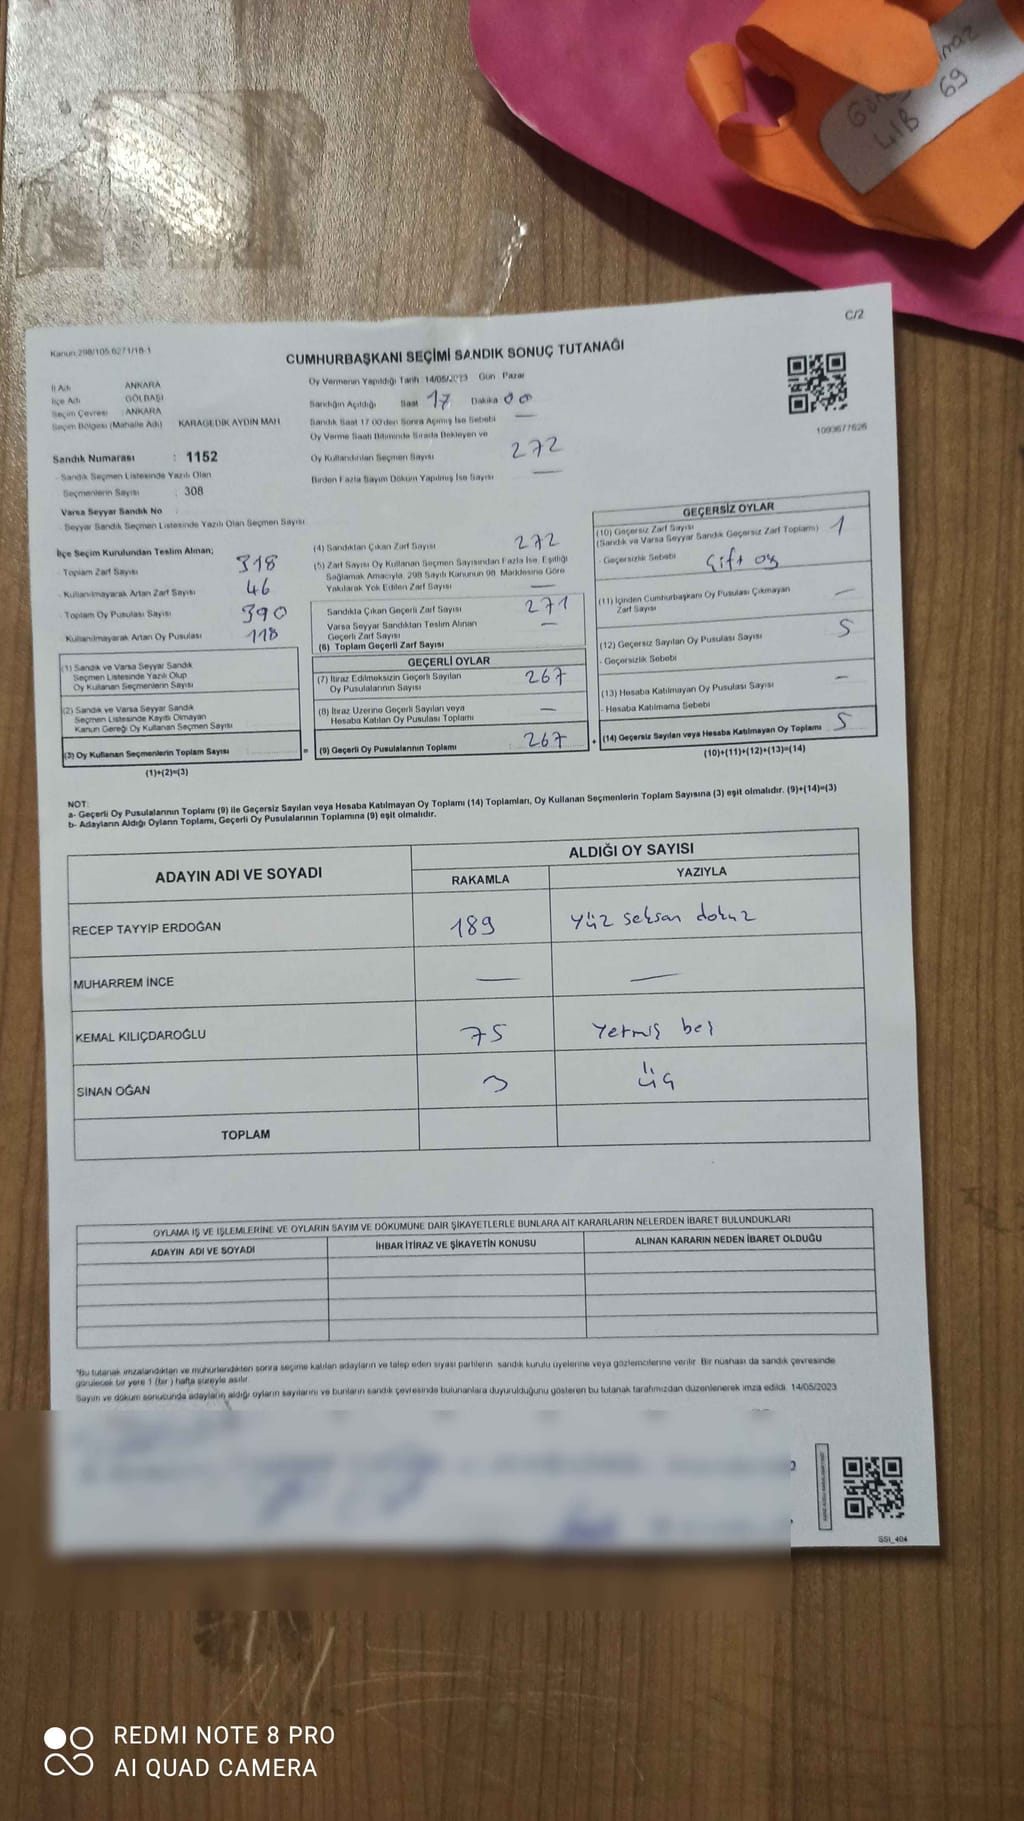 69
41B
C/2
Kanun:298/105.6271/18-1
CUMHURBAŞKANI SEÇİMİ SANDIK SONUÇ TUTANAĞI
İl Adı ANKARA
İlçe Adı GÖLBAŞI
Seçim Çevresi : ANKARA
Seçim Bölgesi (Mahalle Adı) KARAGEDİK AYDIN MAH
Sandık Numarası : 1152
- Sandık Seçmen Listesinde Yazılı Olan
Seçmenlerin Sayısı : 308
Varsa Seyyar Sandık No
- Seyyar Sandık Seçmen Listesinde Yazılı Olan Seçmen Sayısı
Oy Vermenin Yapıldığı Tarih :14/05/2023 Gün : Pazar
Sandığın Açıldığı Saat 17 Dakika 00
Sandık Saat 17.00'den Sonra Açımış İse Sebebi —
Oy Verme Saati Bitiminde Sırada Bekleyen ve
Oy Kullandırılan Seçmen Sayısı 272
Birden Fazla Sayım Döküm Yapılmış İse Sayısı —
1093677626
İlçe Seçim Kurulundan Teslim Alınan;
- Toplam Zarf Sayısı 318
- Kullanılmayarak Artan Zarf Sayısı 46
- Toplam Oy Pusulası Sayısı 390
- Kullanılmayarak Artan Oy Pusulası 118
(1) Sandık ve Varsa Seyyar Sandık
Seçmen Listesinde Yazılı Olup
Oy Kullanan Seçmenlerin Sayısı
(2) Sandık ve Varsa Seyyar Sandık
Seçmen Listesinde Kayıtlı Olmayan
Kanun Gereği Oy Kullanan Seçmen Sayısı
(3) Oy Kullanan Seçmenlerin Toplam Sayısı =
(1)+(2)=(3)
(4) Sandıktan Çıkan Zarf Sayısı 272
(5) Zarf Sayısı Oy Kullanan Seçmen Sayısından Fazla İse, Eşitliği
Sağlamak Amacıyla, 298 Sayılı Kanunun 98. Maddesine Göre
Yakılarak Yok Edilen Zarf Sayısı —
Sandıkta Çıkan Geçerli Zarf Sayısı 271
Varsa Seyyar Sandıktan Teslim Alınan
Geçerli Zarf Sayısı —
(6) Toplam Geçerli Zarf Sayısı
GEÇERLİ OYLAR
(7) İtiraz Edilmeksizin Geçerli Sayılan
Oy Pusulalarının Sayısı 267
(8) İtiraz Üzerine Geçerli Sayılan veya
Hesaba Katılan Oy Pusulası Toplamı —
(9) Geçerli Oy Pusulalarının Toplamı 267 +
GEÇERSİZ OYLAR
(10) Geçersiz Zarf Sayısı
(Sandık ve Varsa Seyyar Sandık Geçersiz Zarf Toplamı) 1
- Geçersizlik Sebebi Çift oy
(11) İçinden Cumhurbaşkanı Oy Pusulası Çıkmayan
Zarf Sayısı —
(12) Geçersiz Sayılan Oy Pusulası Sayısı 5
- Geçersizlik Sebebi
(13) Hesaba Katılmayan Oy Pusulası Sayısı —
- Hesaba Katılmama Sebebi
(14) Geçersiz Sayılan veya Hesaba Katılmayan Oy Toplamı 5
(10)+(11)+(12)+(13)=(14)
NOT:
a- Geçerli Oy Pusulalarının Toplamı (9) ile Geçersiz Sayılan veya Hesaba Katılmayan Oy Toplamı (14) Toplamları, Oy Kullanan Seçmenlerin Toplam Sayısına (3) eşit olmalıdır. (9)+(14)=(3)
b- Adayların Aldığı Oyların Toplamı, Geçerli Oy Pusulalarının Toplamına (9) eşit olmalıdır.
ADAYIN ADI VE SOYADI
ALDIĞI OY SAYISI
RAKAMLA YAZIYLA
RECEP TAYYİP ERDOĞAN 189 yüz seksan dokuz
MUHARREM İNCE — —
KEMAL KILIÇDAROĞLU 75 Yetmiş beş
SİNAN OĞAN 3 üç
TOPLAM
OYLAMA İŞ VE İŞLEMLERİNE VE OYLARIN SAYIM VE DÖKÜMÜNE DAİR ŞİKAYETLERLE BUNLARA AİT KARARLARIN NELERDEN İBARET BULUNDUKLARI
ADAYIN ADI VE SOYADI İHBAR İTİRAZ VE ŞİKAYETİN KONUSU ALINAN KARARIN NEDEN İBARET OLDUĞU
*Bu tutanak imzalandıktan ve mühürlendikten sonra seçime katılan adayların ve talep eden siyasi partilerin sandık kurulu üyelerine veya gözlemcilerine verilir. Bir nüshası da sandık çevresinde
görülecek bir yere 1 (bir ) hafta süreyle asılır.
Sayım ve döküm sonucunda adayların aldığı oyların sayılarını ve bunların sandık çevresinde bulunanlara duyurulduğunu gösteren bu tutanak tarafımızdan düzenlenerek imza edildi. 14/05/2023
SSI_404
REDMI NOTE 8 PRO
AI QUAD CAMERA